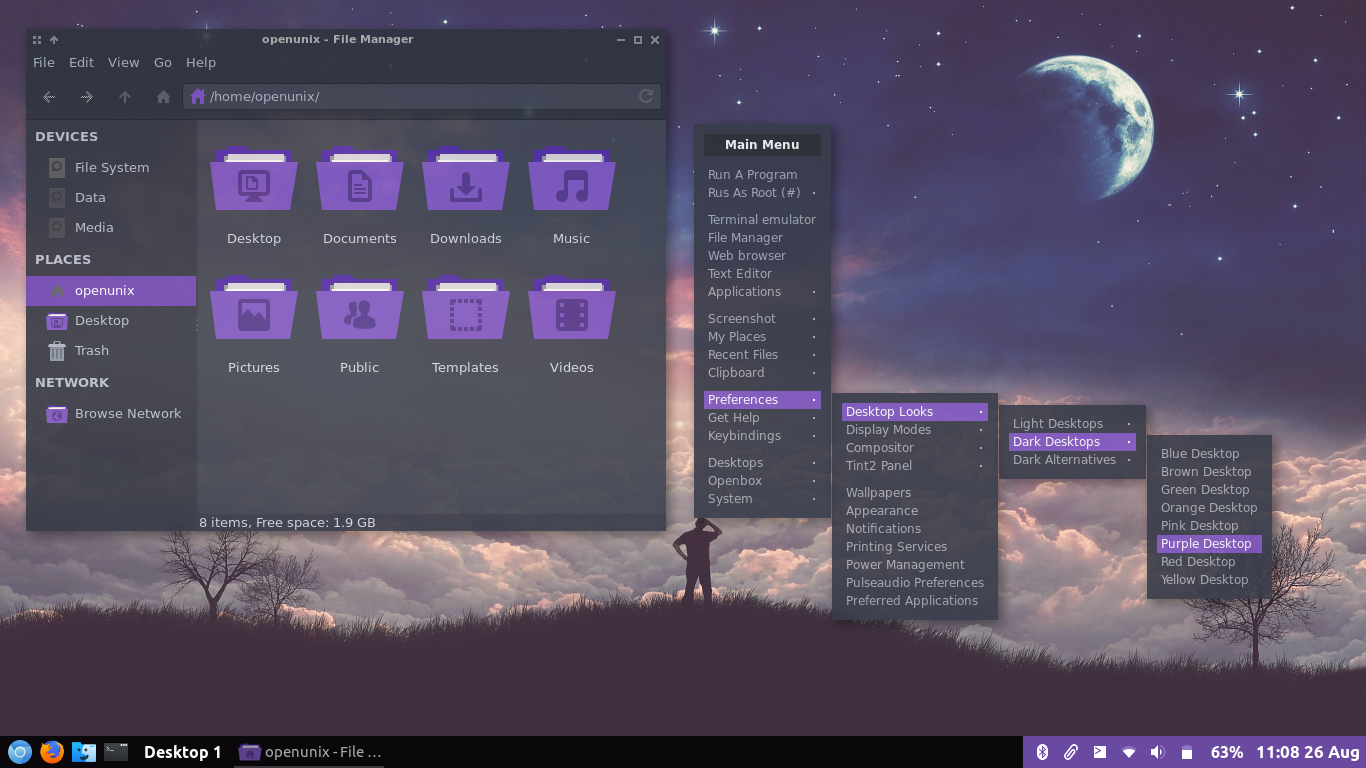 openunix - File Manager
File Edit View Go Help
/home/openunix/
DEVICES
File System
Data
Media
PLACES
openunix
Desktop
Trash
NETWORK
Browse Network
Desktop Documents Downloads Music
Pictures Public Templates Videos
8 items, Free space: 1.9 GB
Main Menu
Run A Program
Rus As Root (#)
Terminal emulator
File Manager
Web browser
Text Editor
Applications
Screenshot
My Places
Recent Files
Clipboard
Preferences
Get Help
Keybindings
Desktops
Openbox
System
Desktop Looks
Display Modes
Compositor
Tint2 Panel
Wallpapers
Appearance
Notifications
Printing Services
Power Management
Pulseaudio Preferences
Preferred Applications
Light Desktops
Dark Desktops
Dark Alternatives
Blue Desktop
Brown Desktop
Green Desktop
Orange Desktop
Pink Desktop
Purple Desktop
Red Desktop
Yellow Desktop
Desktop 1 openunix - File ... 63% 11:08 26 Aug